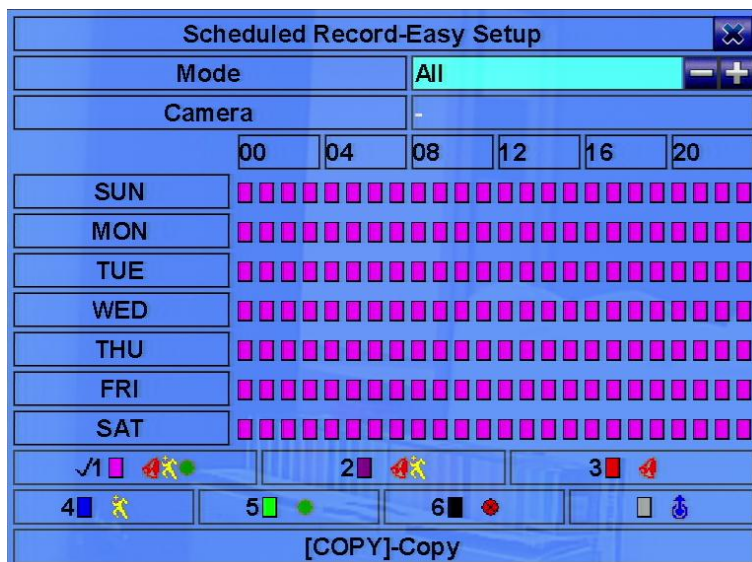 Scheduled Record-Easy Setup
Mode All
Camera -
00 04 08 12 16 20
SUN
MON
TUE
WED
THU
FRI
SAT
√1 2 3
4 5 6
[COPY]-Copy